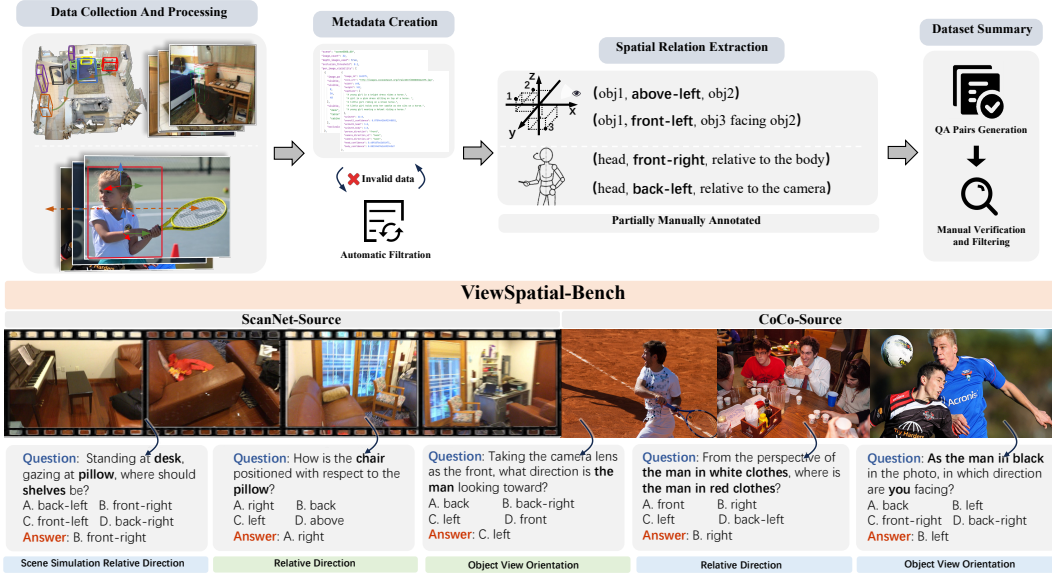 Data Collection And Processing
Metadata Creation
Invalid data
Automatic Filtration
Spatial Relation Extraction
z
1
2
x
y
3
(obj1, above-left, obj2)
(obj1, front-left, obj3 facing obj2)
(head, front-right, relative to the body)
(head, back-left, relative to the camera)
Partially Manually Annotated
Dataset Summary
QA Pairs Generation
Manual Verification
and Filtering
ViewSpatial-Bench
ScanNet-Source
CoCo-Source
Acronis
Question: Standing at desk,
gazing at pillow, where should
shelves be?
A. back-left B. front-right
C. front-left D. back-right
Answer: B. front-right
Scene Simulation Relative Direction
Question: How is the chair
positioned with respect to the
pillow?
A. right B. back
C. left D. above
Answer: A. right
Relative Direction
Question: Taking the camera lens
as the front, what direction is the
man looking toward?
A. back B. back-right
C. left D. front
Answer: C. left
Object View Orientation
Question: From the perspective of
the man in white clothes, where is
the man in red clothes?
A. front B. right
C. left D. back-left
Answer: B. right
Relative Direction
Question: As the man in black
in the photo, in which direction
are you facing?
A. back B. left
C. front-right D. back-right
Answer: B. left
Object View Orientation